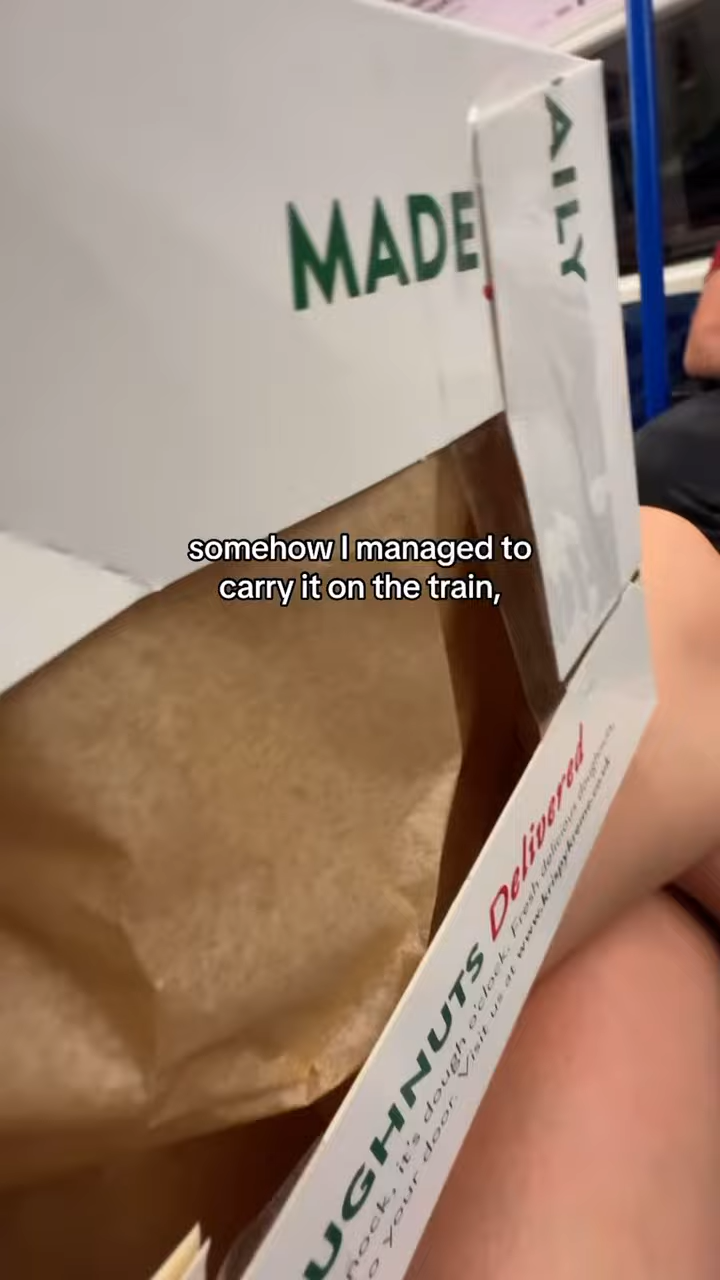 MADE
AILY
somehow I managed to
carry it on the train,
UGHNUTS Delivered
nock, it's dough o'clock. Fresh delicious doughnuts
o your door. Visit us at www.krispykreme.co.uk